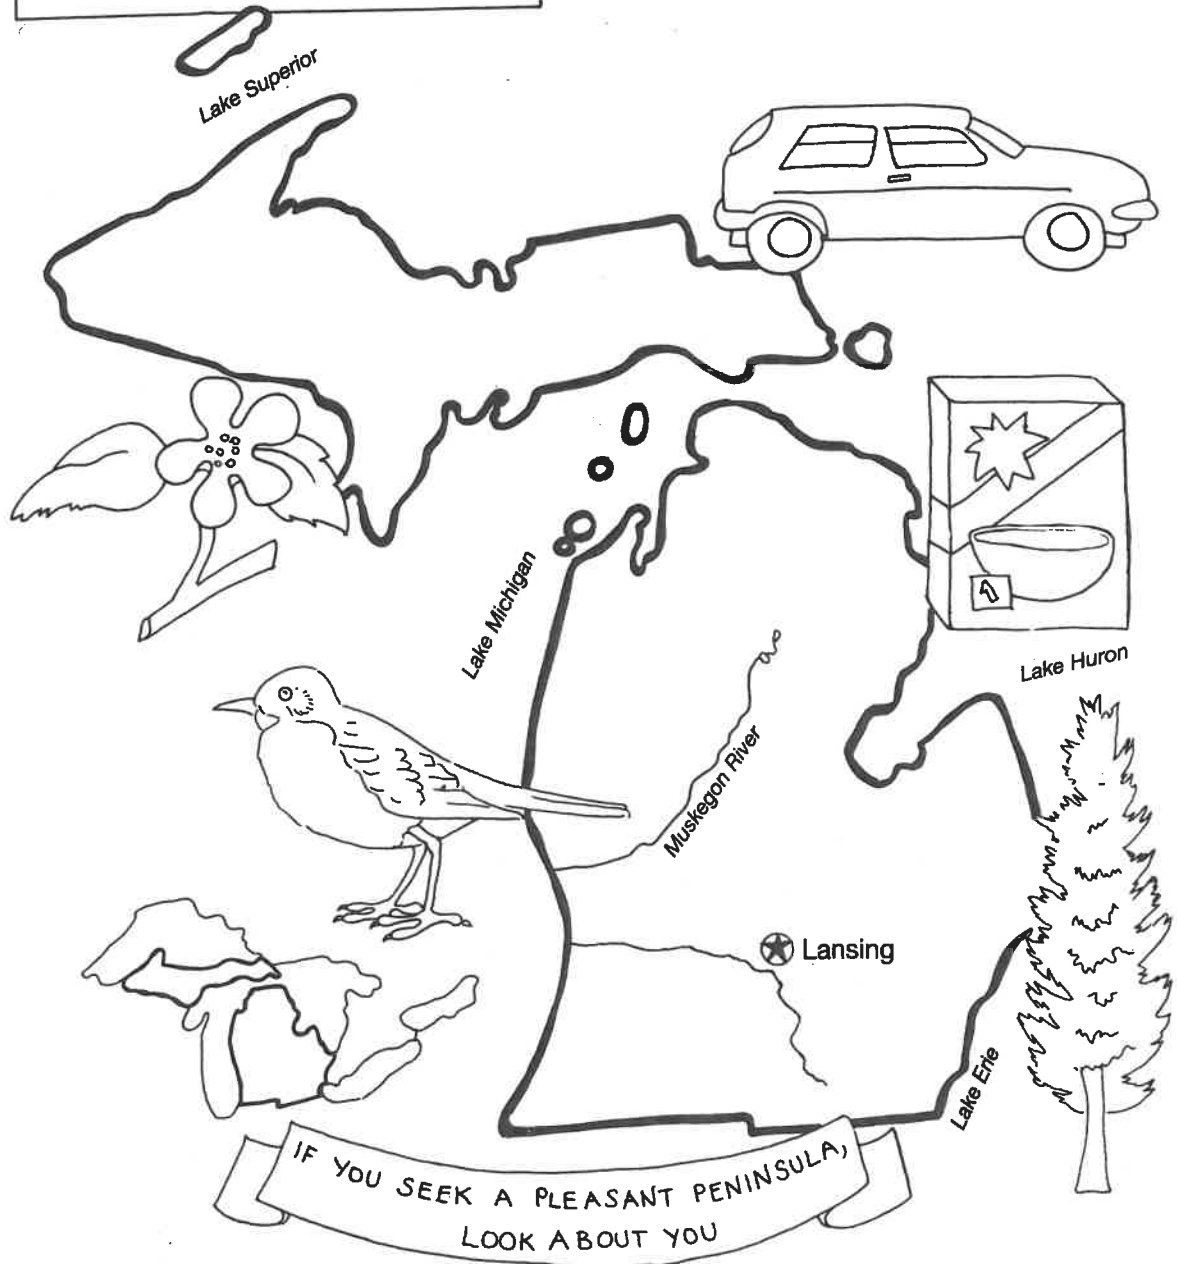 Lake Superior
Lake Michigan
Lake Huron
Muskegon River
Lansing
Lake Erie
IF YOU SEEK A PLEASANT PENINSULA,
LOOK ABOUT YOU